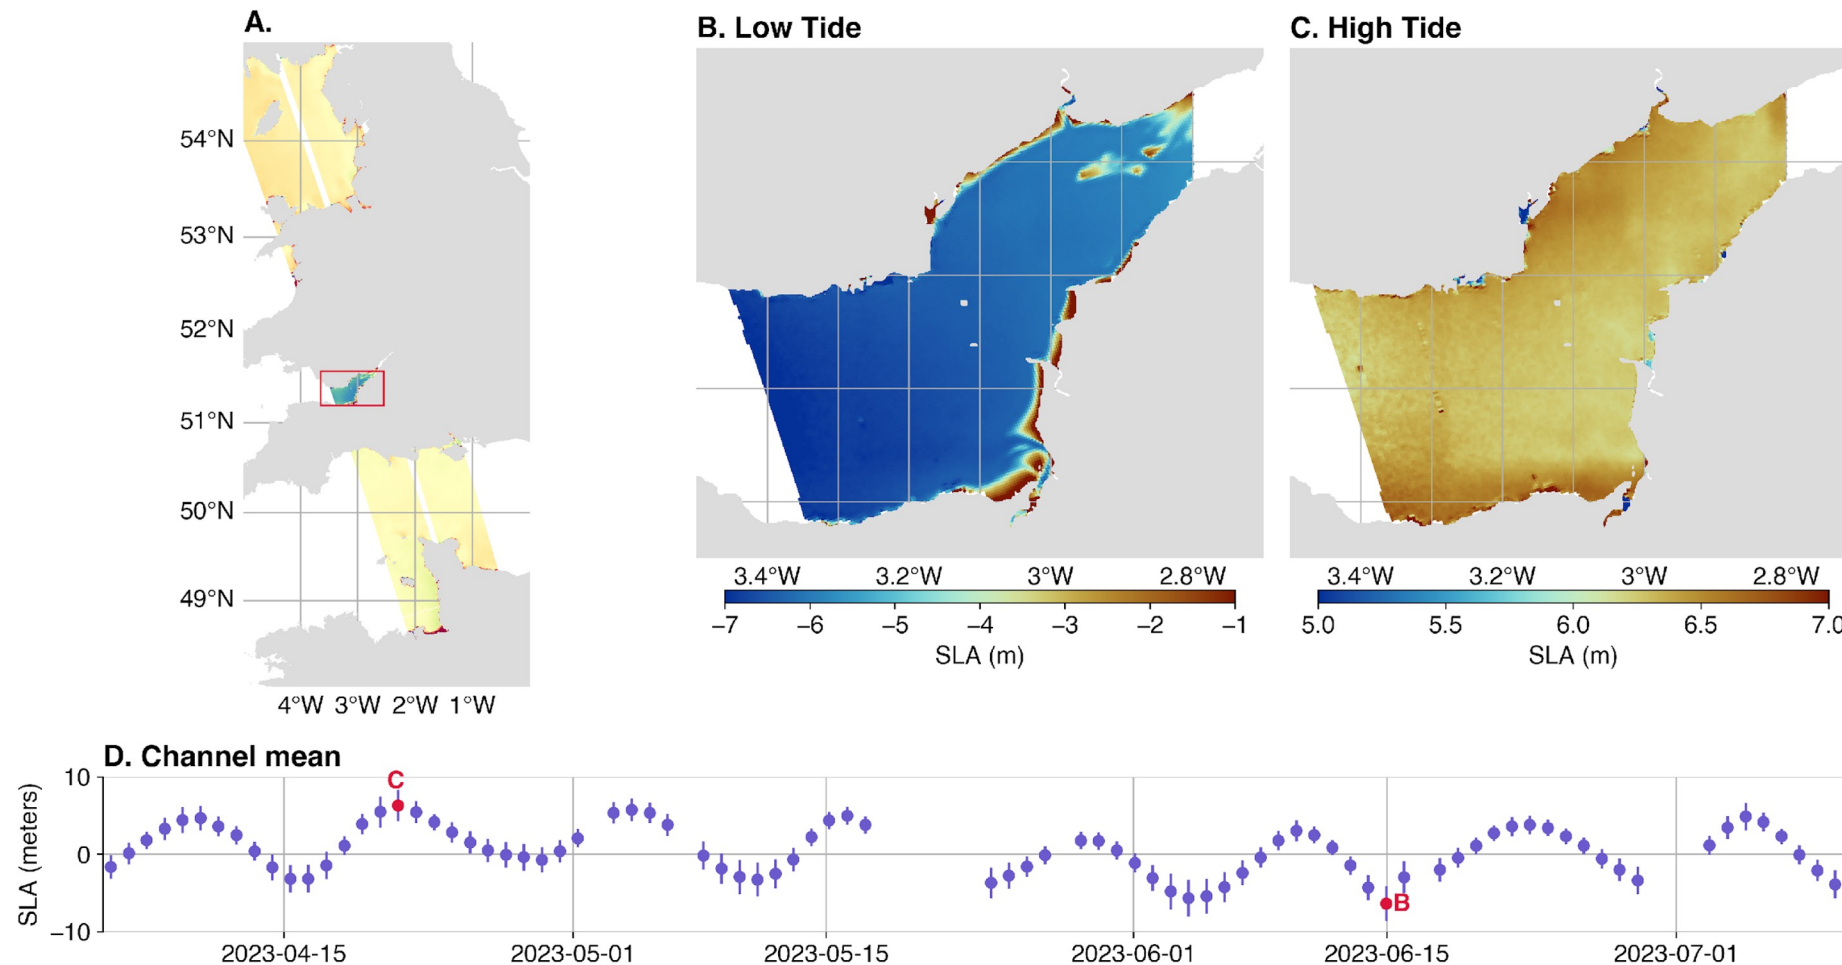 A.
54°N
53°N
52°N
51°N
50°N
49°N
4°W 3°W 2°W 1°W
B. Low Tide
3.4°W 3.2°W 3°W 2.8°W
−7 −6 −5 −4 −3 −2 −1
SLA (m)
C. High Tide
3.4°W 3.2°W 3°W 2.8°W
5.0 5.5 6.0 6.5 7.0
SLA (m)
D. Channel mean
SLA (meters)
10
0
−10
C
B
2023-04-15 2023-05-01 2023-05-15 2023-06-01 2023-06-15 2023-07-01